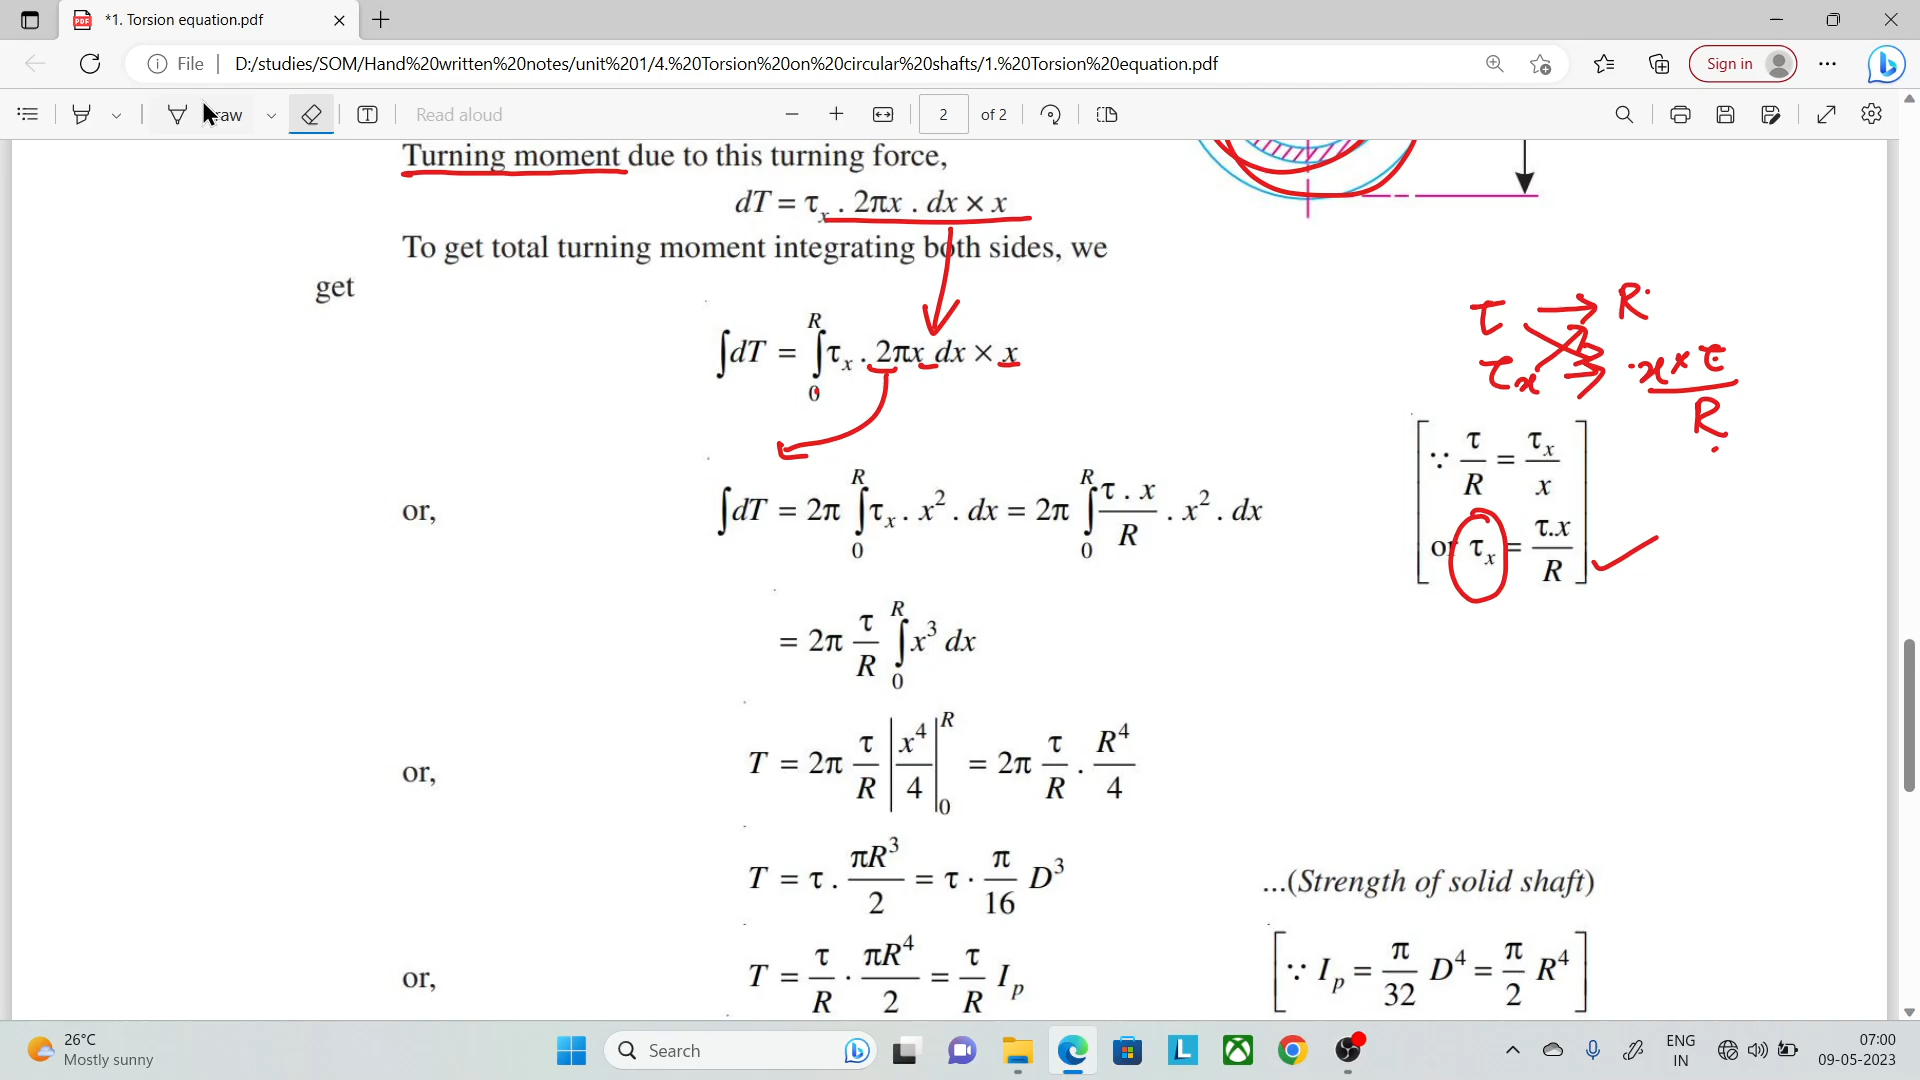 *1. Torsion equation.pdf
File
D:/studies/SOM/Hand%20written%20notes/unit%201/4.%20Torsion%20on%20circular%20shafts/1.%20Torsion%20equation.pdf
Sign in
Read aloud
2
of 2
Turning moment due to this turning force,
dT = τₓ . 2πx . dx × x
To get total turning moment integrating both sides, we
get
∫dT = ∫₀ᴿ τₓ . 2πx dx × x
τ → R
τₓ → x × τ / R
or, ∫dT = 2π ∫₀ᴿ τₓ . x² . dx = 2π ∫₀ᴿ (τ . x / R) . x² . dx
[∵ τ/R = τₓ/x
or τₓ = τ.x/R]
= 2π τ/R ∫₀ᴿ x³ dx
or, T = 2π τ/R |x⁴/4|₀ᴿ = 2π τ/R . R⁴/4
T = τ . πR³/2 = τ · π/16 D³ ...(Strength of solid shaft)
or, T = τ/R · πR⁴/2 = τ/R Iₚ [∵ Iₚ = π/32 D⁴ = π/2 R⁴]
26°C
Mostly sunny
Search
ENG
IN
07:00
09-05-2023